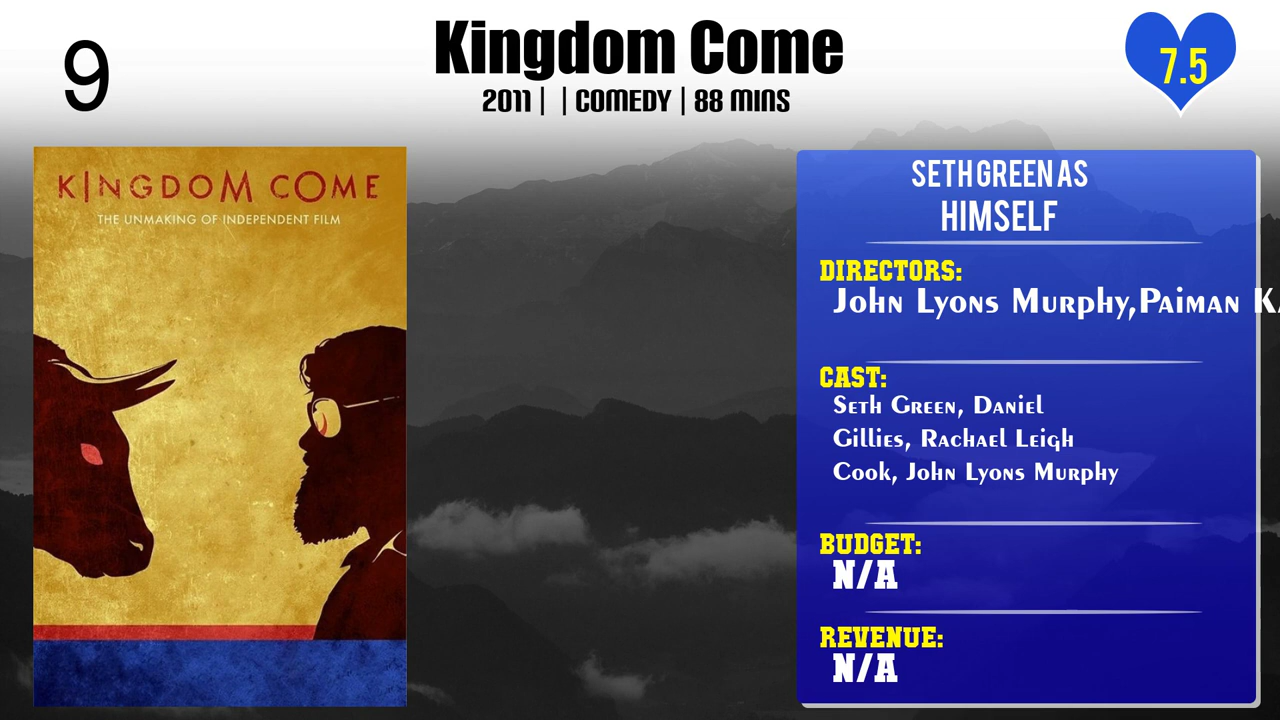 9
Kingdom Come
2011 | | COMEDY | 88 MINS
7.5
KINGDOM COME
THE UNMAKING OF INDEPENDENT FILM
SETH GREEN AS
HIMSELF
DIRECTORS:
John Lyons Murphy,Paiman K
CAST:
Seth Green, Daniel
Gillies, Rachael Leigh
Cook, John Lyons Murphy
BUDGET:
N/A
REVENUE:
N/A